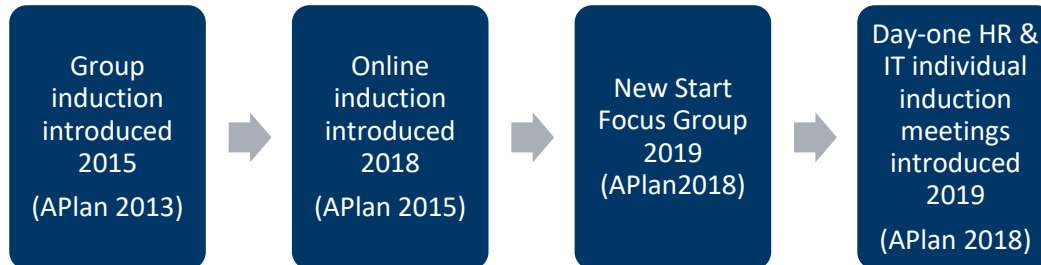 Group
induction
introduced
2015
(APlan 2013)
Online
induction
introduced
2018
(APlan 2015)
New Start
Focus Group
2019
(APlan2018)
Day-one HR &
IT individual
induction
meetings
introduced
2019
(APlan 2018)